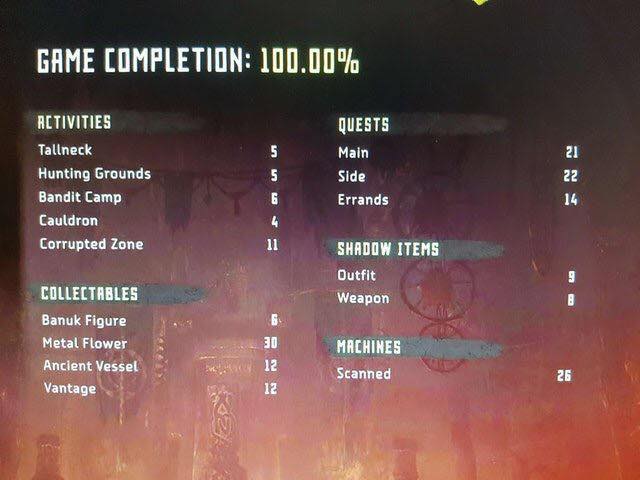 GAME COMPLETION: 100.00%
ACTIVITIES
Tallneck 5
Hunting Grounds 5
Bandit Camp 6
Cauldron 4
Corrupted Zone 11
COLLECTABLES
Banuk Figure 6
Metal Flower 30
Ancient Vessel 12
Vantage 12
QUESTS
Main 21
Side 22
Errands 14
SHADOW ITEMS
Outfit 9
Weapon 8
MACHINES
Scanned 26